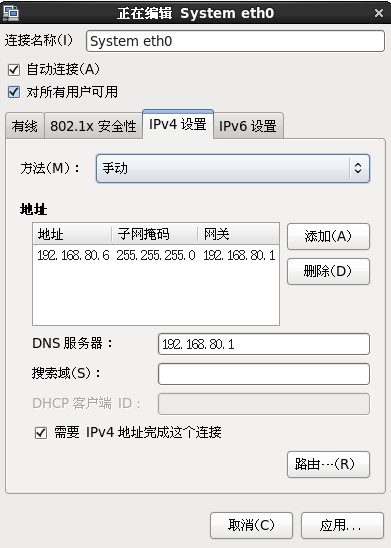 正在编辑 System eth0
连接名称(I) System eth0
自动连接(A)
对所有用户可用
有线 802.1x 安全性 IPv4 设置 IPv6 设置
方法(M)： 手动
地址
地址 子网掩码 网关
192.168.80.6 255.255.255.0 192.168.80.1
添加(A)
删除(D)
DNS 服务器： 192.168.80.1
搜索域(S)：
DHCP 客户端 ID：
需要 IPv4 地址完成这个连接
路由…(R)
取消(C) 应用...